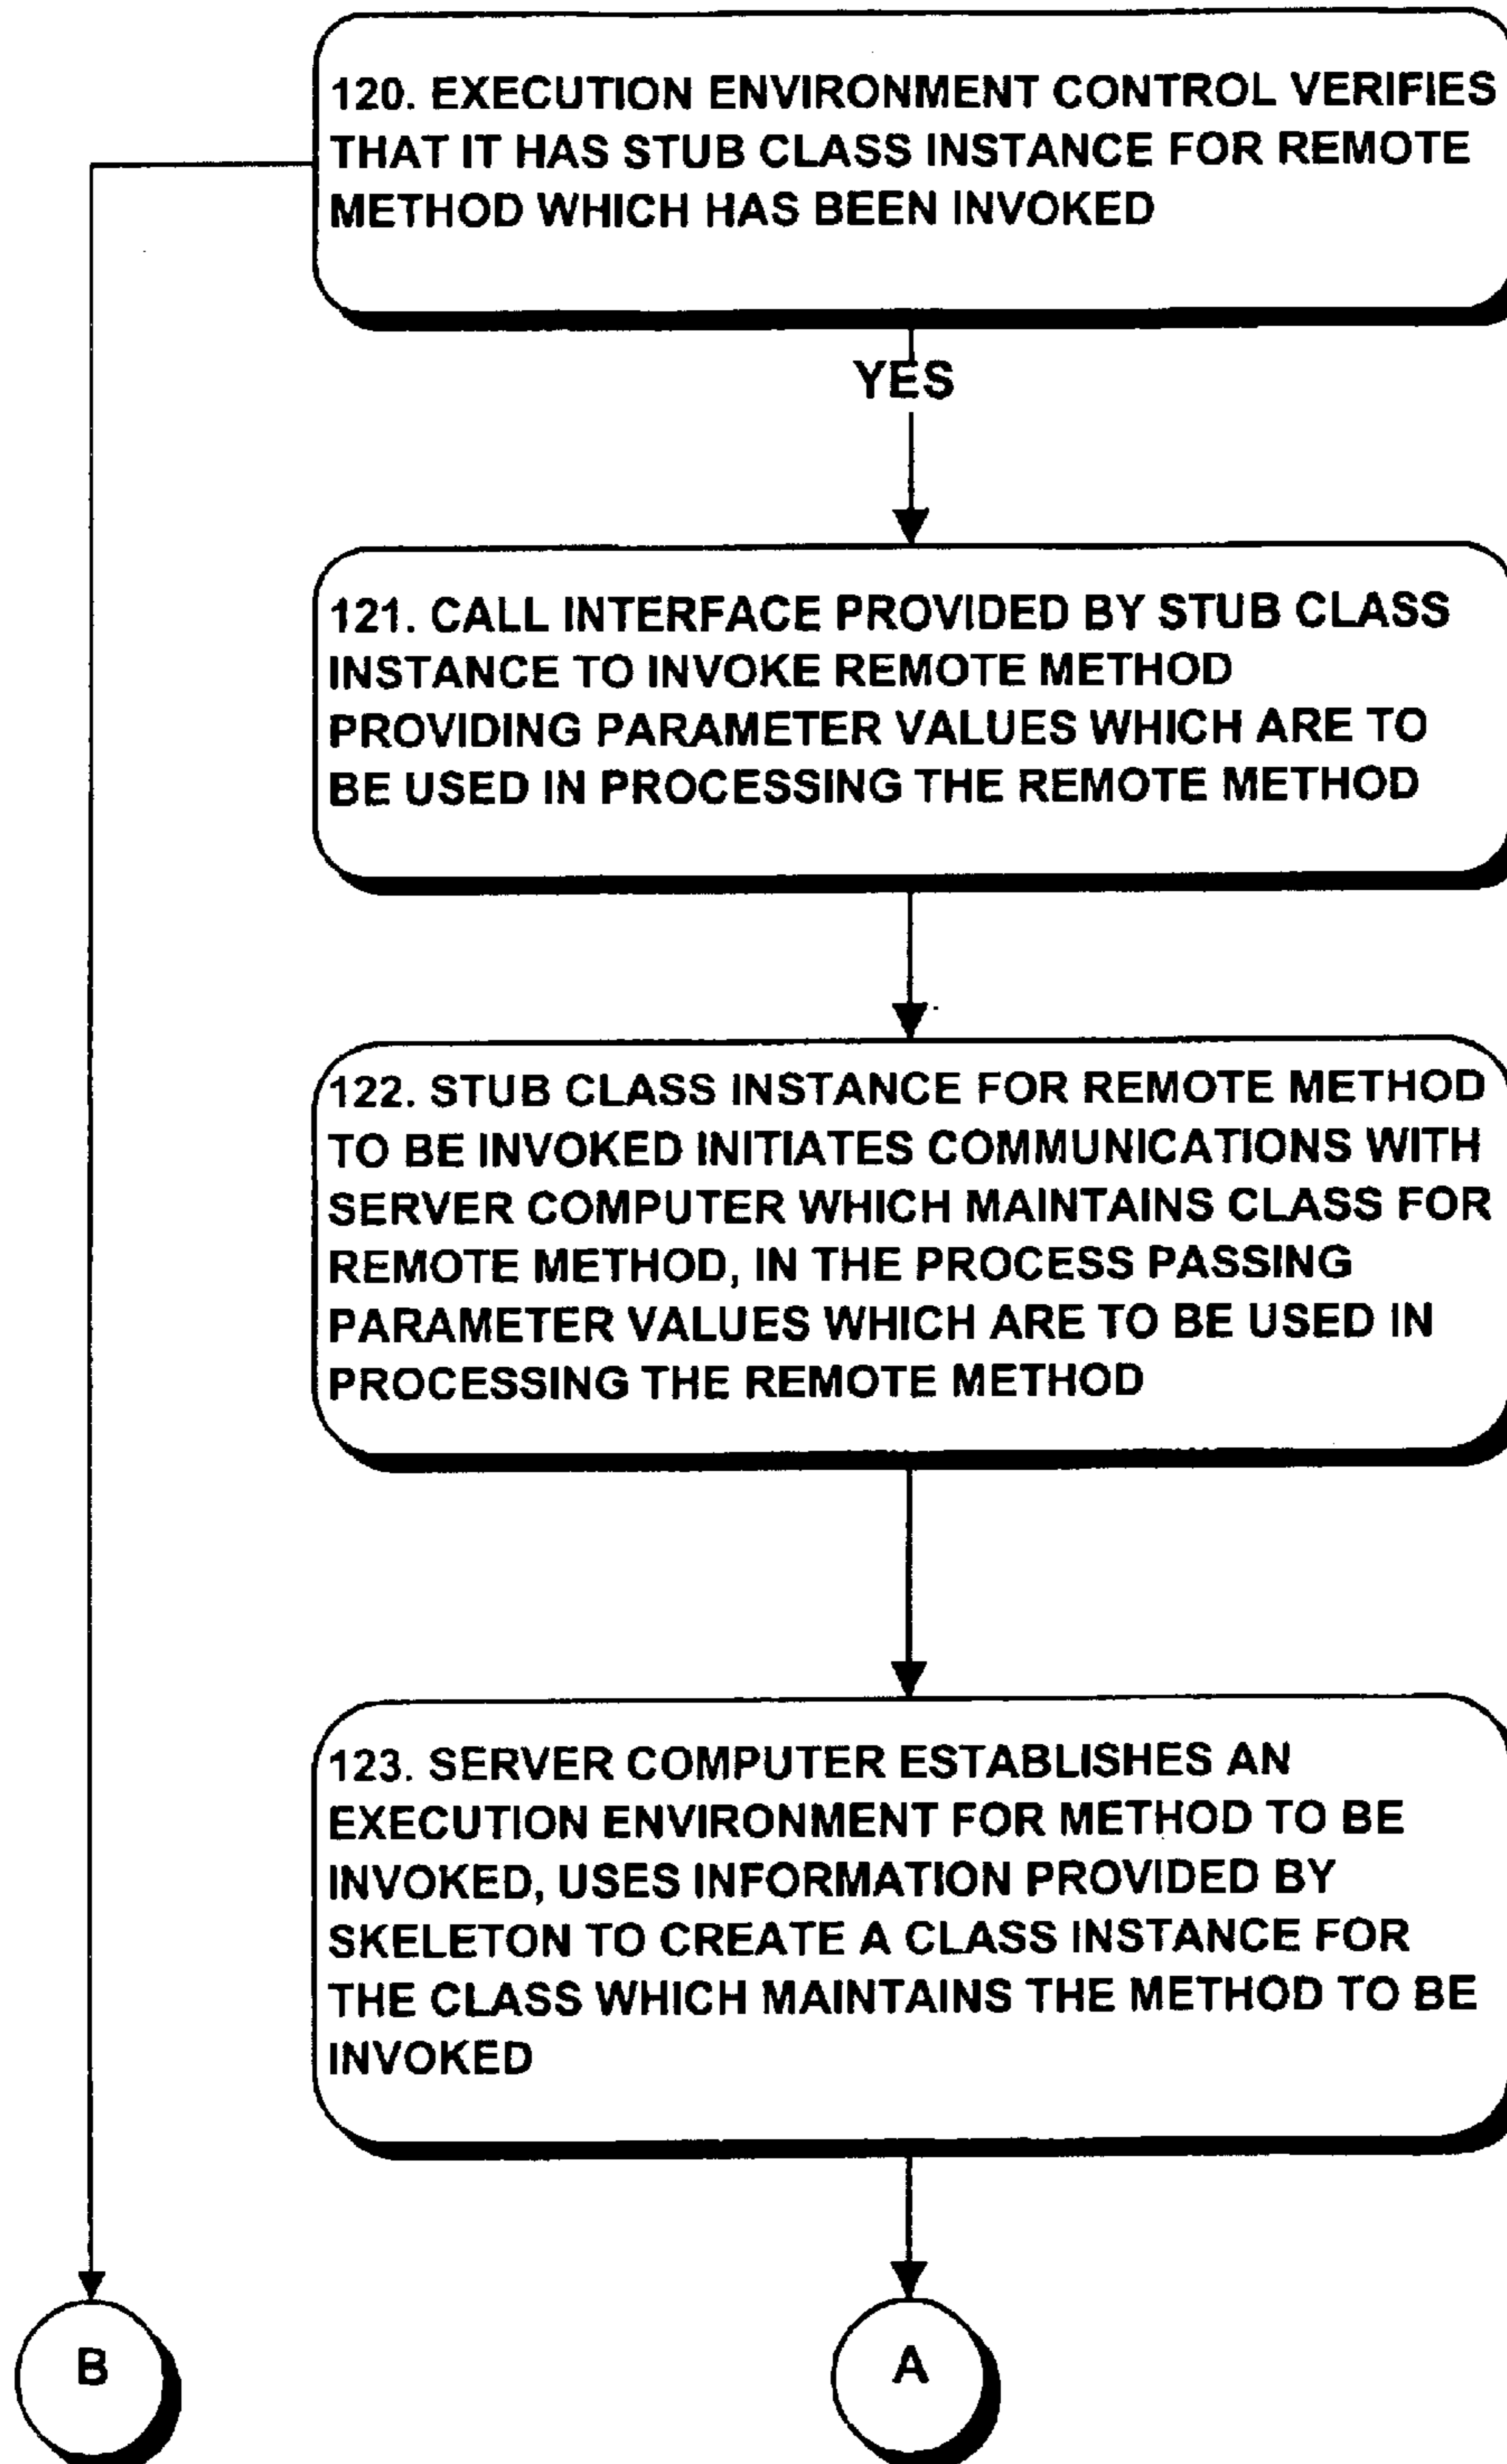 120. EXECUTION ENVIRONMENT CONTROL VERIFIES
THAT IT HAS STUB CLASS INSTANCE FOR REMOTE
METHOD WHICH HAS BEEN INVOKED
YES
121. CALL INTERFACE PROVIDED BY STUB CLASS
INSTANCE TO INVOKE REMOTE METHOD
PROVIDING PARAMETER VALUES WHICH ARE TO
BE USED IN PROCESSING THE REMOTE METHOD
122. STUB CLASS INSTANCE FOR REMOTE METHOD
TO BE INVOKED INITIATES COMMUNICATIONS WITH
SERVER COMPUTER WHICH MAINTAINS CLASS FOR
REMOTE METHOD, IN THE PROCESS PASSING
PARAMETER VALUES WHICH ARE TO BE USED IN
PROCESSING THE REMOTE METHOD
123. SERVER COMPUTER ESTABLISHES AN
EXECUTION ENVIRONMENT FOR METHOD TO BE
INVOKED, USES INFORMATION PROVIDED BY
SKELETON TO CREATE A CLASS INSTANCE FOR
THE CLASS WHICH MAINTAINS THE METHOD TO BE
INVOKED
B
A